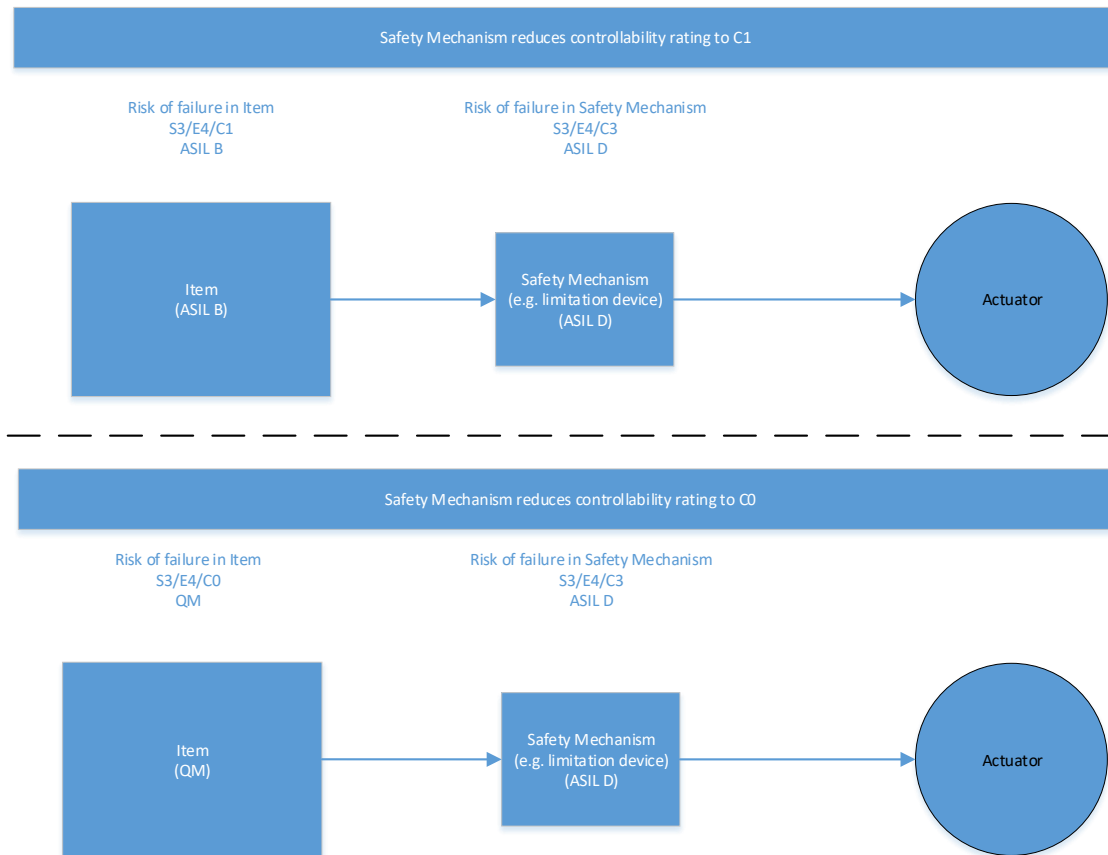 Safety Mechanism reduces controllability rating to C1
Risk of failure in Item
S3/E4/C1
ASIL B
Risk of failure in Safety Mechanism
S3/E4/C3
ASIL D
Item
(ASIL B)
Safety Mechanism
(e.g. limitation device)
(ASIL D)
Actuator
Safety Mechanism reduces controllability rating to C0
Risk of failure in Item
S3/E4/C0
QM
Risk of failure in Safety Mechanism
S3/E4/C3
ASIL D
Item
(QM)
Safety Mechanism
(e.g. limitation device)
(ASIL D)
Actuator